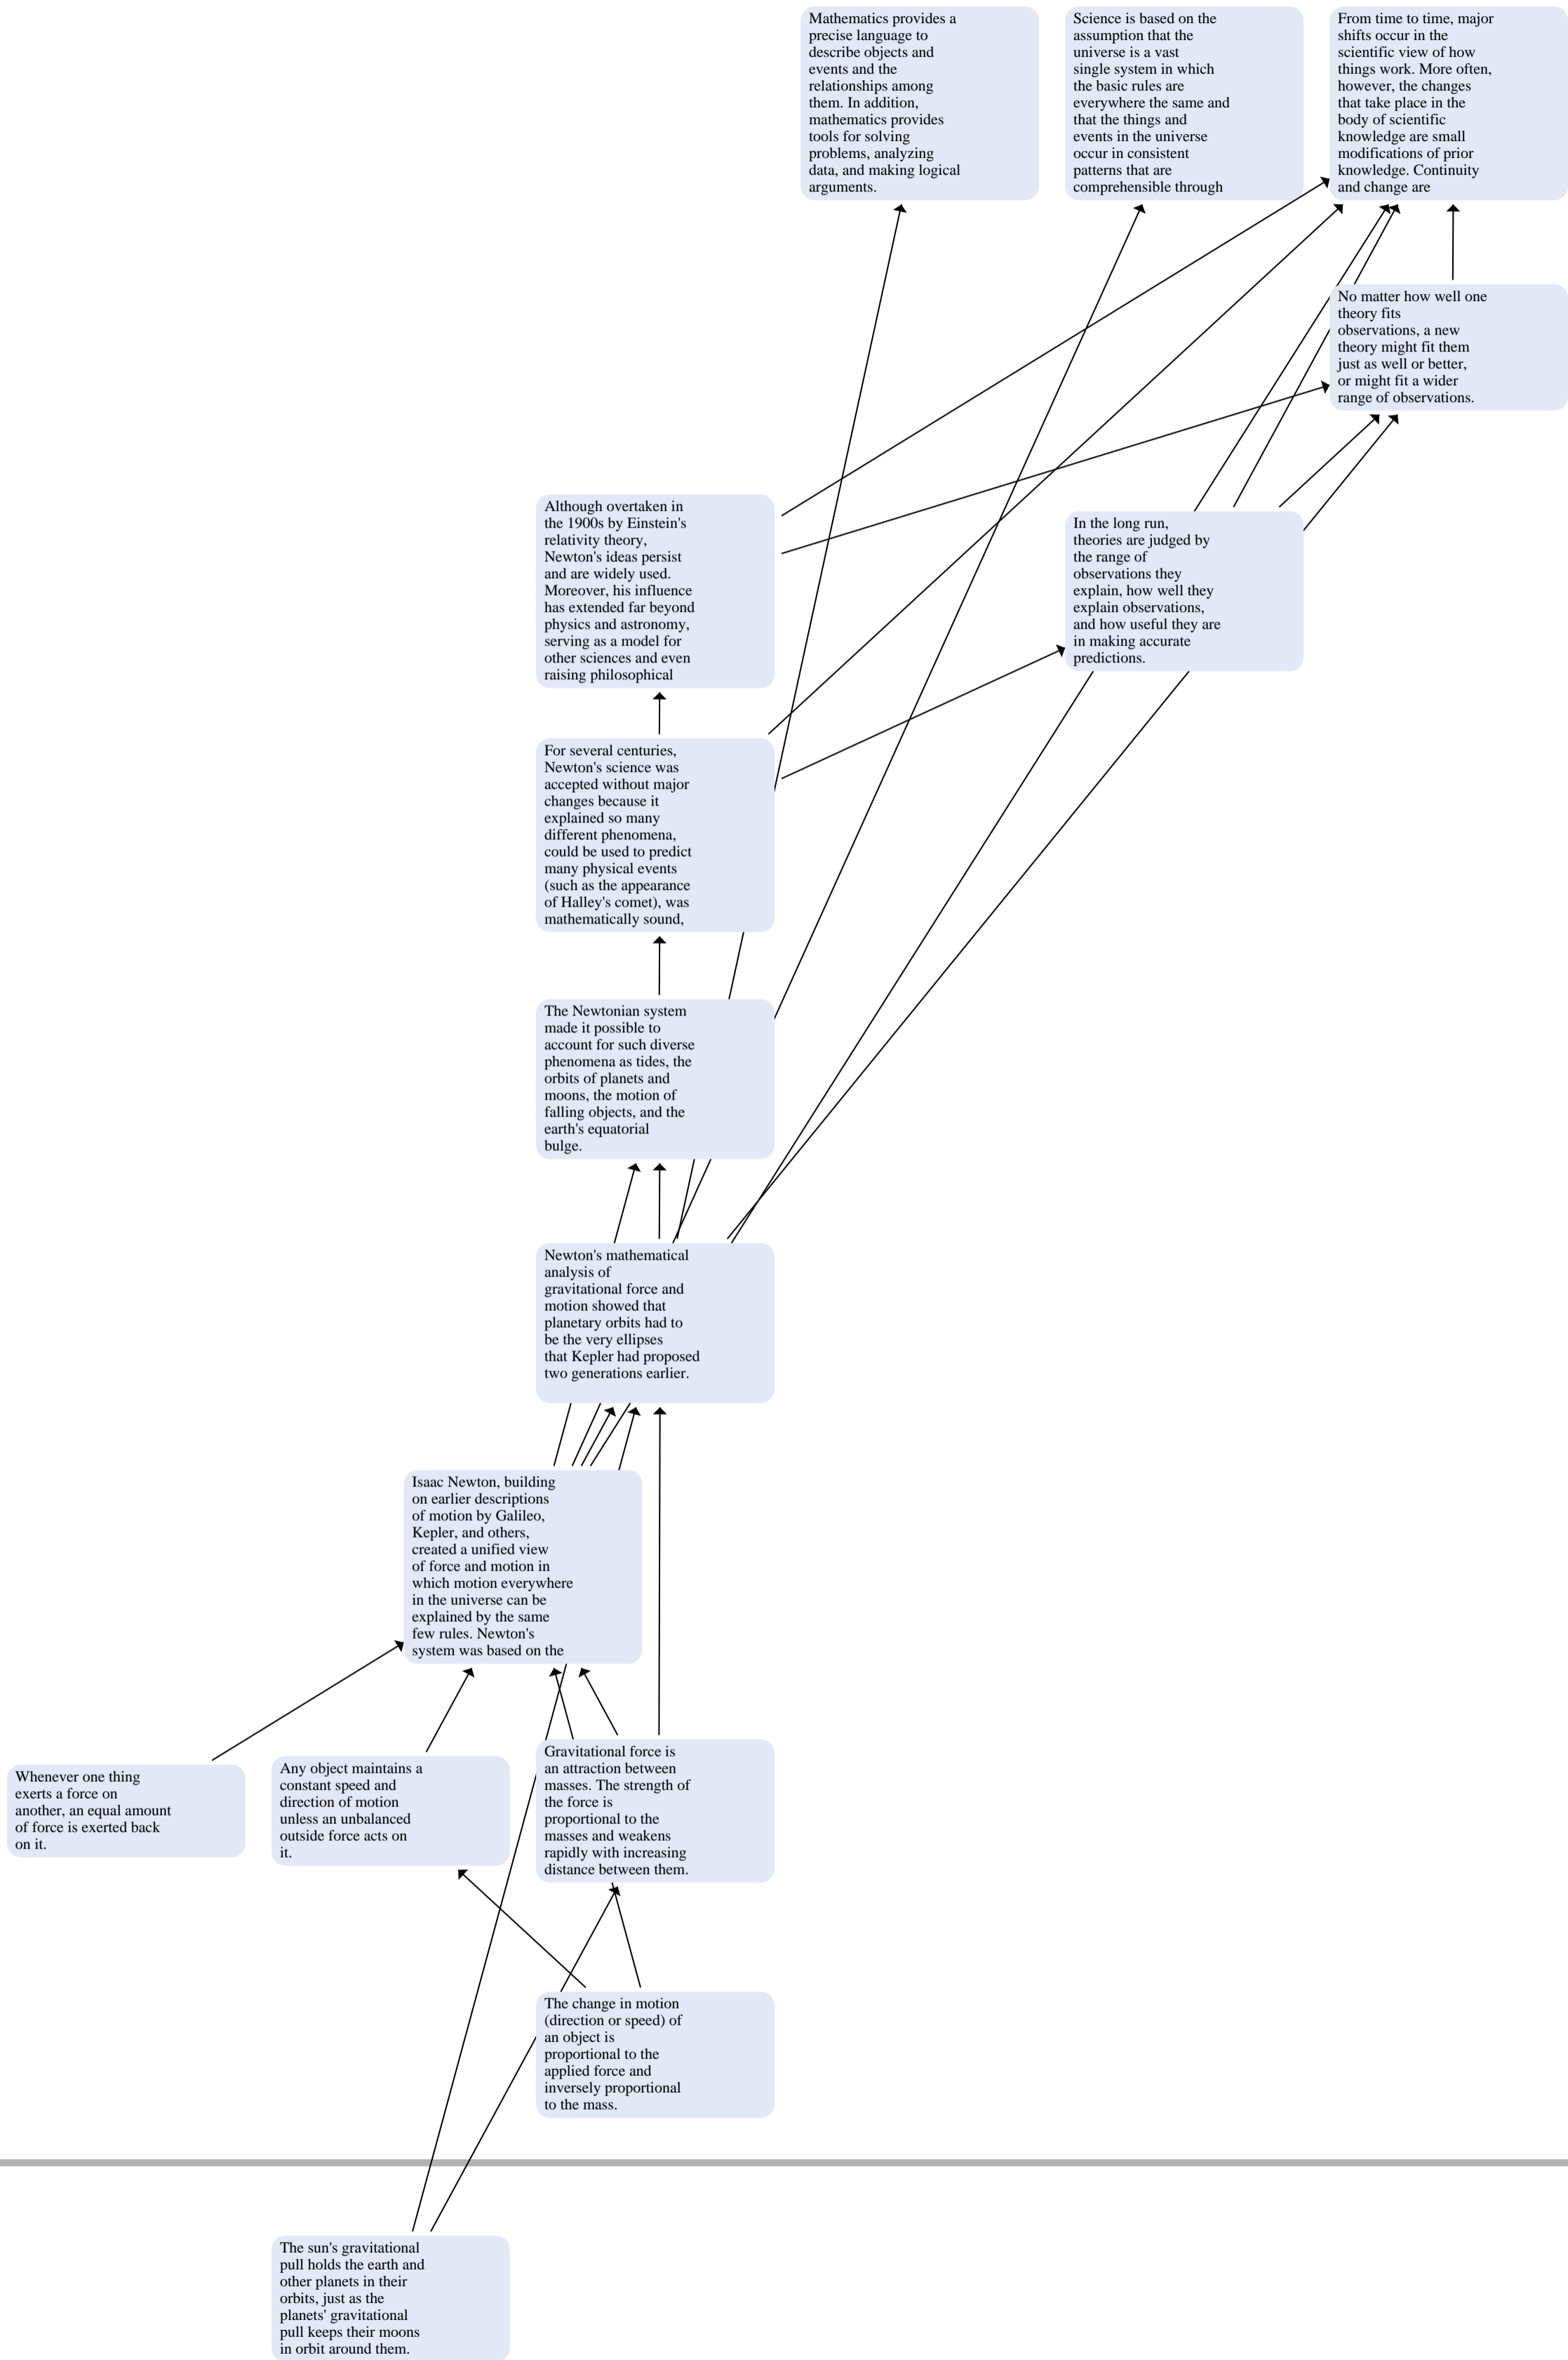 Mathematics provides a
precise language to
describe objects and
events and the
relationships among
them. In addition,
mathematics provides
tools for solving
problems, analyzing
data, and making logical
arguments.
Science is based on the
assumption that the
universe is a vast
single system in which
the basic rules are
everywhere the same and
that the things and
events in the universe
occur in consistent
patterns that are
comprehensible through
From time to time, major
shifts occur in the
scientific view of how
things work. More often,
however, the changes
that take place in the
body of scientific
knowledge are small
modifications of prior
knowledge. Continuity
and change are
No matter how well one
theory fits
observations, a new
theory might fit them
just as well or better,
or might fit a wider
range of observations.
Although overtaken in
the 1900s by Einstein's
relativity theory,
Newton's ideas persist
and are widely used.
Moreover, his influence
has extended far beyond
physics and astronomy,
serving as a model for
other sciences and even
raising philosophical
In the long run,
theories are judged by
the range of
observations they
explain, how well they
explain observations,
and how useful they are
in making accurate
predictions.
For several centuries,
Newton's science was
accepted without major
changes because it
explained so many
different phenomena,
could be used to predict
many physical events
(such as the appearance
of Halley's comet), was
mathematically sound,
The Newtonian system
made it possible to
account for such diverse
phenomena as tides, the
orbits of planets and
moons, the motion of
falling objects, and the
earth's equatorial
bulge.
Newton's mathematical
analysis of
gravitational force and
motion showed that
planetary orbits had to
be the very ellipses
that Kepler had proposed
two generations earlier.
Isaac Newton, building
on earlier descriptions
of motion by Galileo,
Kepler, and others,
created a unified view
of force and motion in
which motion everywhere
in the universe can be
explained by the same
few rules. Newton's
system was based on the
Whenever one thing
exerts a force on
another, an equal amount
of force is exerted back
on it.
Any object maintains a
constant speed and
direction of motion
unless an unbalanced
outside force acts on
it.
Gravitational force is
an attraction between
masses. The strength of
the force is
proportional to the
masses and weakens
rapidly with increasing
distance between them.
The change in motion
(direction or speed) of
an object is
proportional to the
applied force and
inversely proportional
to the mass.
The sun's gravitational
pull holds the earth and
other planets in their
orbits, just as the
planets' gravitational
pull keeps their moons
in orbit around them.